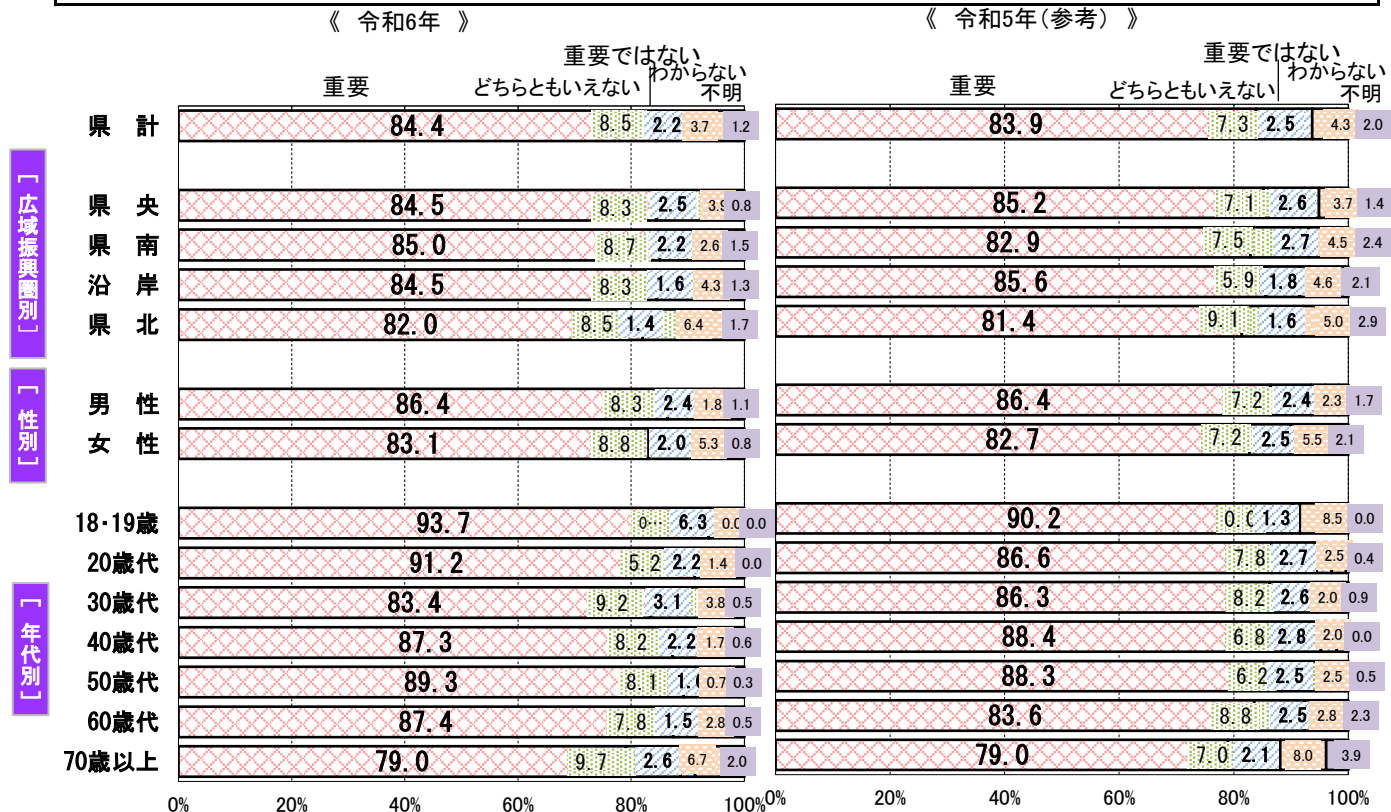 《 令和6年 》
《 令和5年(参考) 》
重要ではない
重要 どちらともいえない わからない
不明
重要ではない
重要 どちらともいえない わからない
不明
県 計 84.4 8.5 2.2 3.7 1.2 83.9 7.3 2.5 4.3 2.0
[広域振興圏別]
県 央 84.5 8.3 2.5 3.9 0.8 85.2 7.1 2.6 3.7 1.4
県 南 85.0 8.7 2.2 2.6 1.5 82.9 7.5 2.7 4.5 2.4
沿 岸 84.5 8.3 1.6 4.3 1.3 85.6 5.9 1.8 4.6 2.1
県 北 82.0 8.5 1.4 6.4 1.7 81.4 9.1 1.6 5.0 2.9
[性別]
男 性 86.4 8.3 2.4 1.8 1.1 86.4 7.2 2.4 2.3 1.7
女 性 83.1 8.8 2.0 5.3 0.8 82.7 7.2 2.5 5.5 2.1
[年代別]
18・19歳 93.7 0… 6.3 0.0 0.0 90.2 0.0 1.3 8.5 0.0
20歳代 91.2 5.2 2.2 1.4 0.0 86.6 7.8 2.7 2.5 0.4
30歳代 83.4 9.2 3.1 3.8 0.5 86.3 8.2 2.6 2.0 0.9
40歳代 87.3 8.2 2.2 1.7 0.6 88.4 6.8 2.8 2.0 0.0
50歳代 89.3 8.1 0.7 0.3 88.3 6.2 2.5 2.5 0.5
60歳代 87.4 7.8 1.5 2.8 0.5 83.6 8.8 2.5 2.8 2.3
70歳以上 79.0 9.7 2.6 6.7 2.0 79.0 7.0 2.1 8.0 3.9
0% 20% 40% 60% 80% 100% 0% 20% 40% 60% 80% 100%